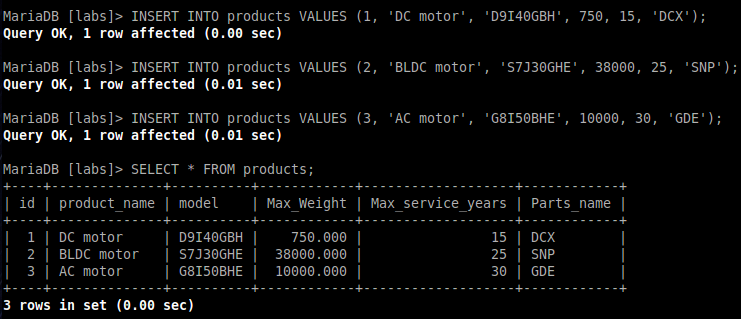 MariaDB [labs]> INSERT INTO products VALUES (1, 'DC motor', 'D9I40GBH', 750, 15, 'DCX');
Query OK, 1 row affected (0.00 sec)
MariaDB [labs]> INSERT INTO products VALUES (2, 'BLDC motor', 'S7J30GHE', 38000, 25, 'SNP');
Query OK, 1 row affected (0.01 sec)
MariaDB [labs]> INSERT INTO products VALUES (3, 'AC motor', 'G8I50BHE', 10000, 30, 'GDE');
Query OK, 1 row affected (0.01 sec)
MariaDB [labs]> SELECT * FROM products;
+----+--------------+----------+------------+-------------------+------------+
| id | product_name | model    | Max_Weight | Max_service_years | Parts_name |
+----+--------------+----------+------------+-------------------+------------+
|  1 | DC motor     | D9I40GBH |    750.000 |                15 | DCX        |
|  2 | BLDC motor   | S7J30GHE |  38000.000 |                25 | SNP        |
|  3 | AC motor     | G8I50BHE |  10000.000 |                30 | GDE        |
+----+--------------+----------+------------+-------------------+------------+
3 rows in set (0.00 sec)